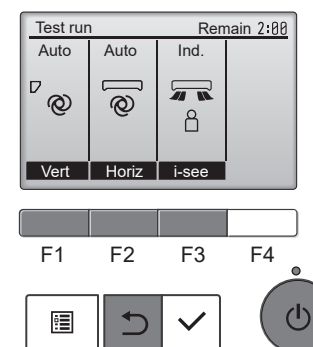 Test run Remain 2:00
Auto Auto Ind.
Vert Horiz i-see
F1 F2 F3 F4